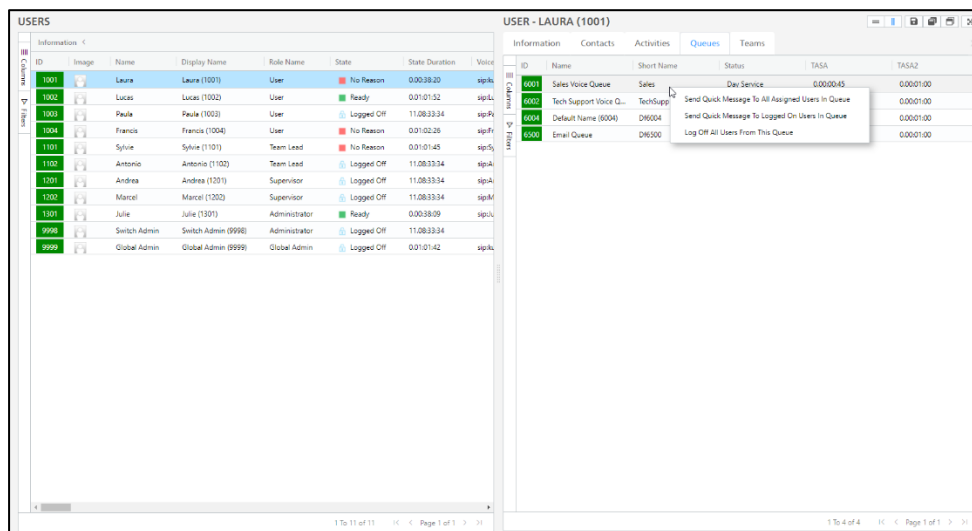 USERS
Information <
Columns
Filters
ID Image Name Display Name Role Name State State Duration Voice
1001 Laura Laura (1001) User No Reason 0.00:38:20
1002 Lucas Lucas (1002) User Ready 0.01:01:52
1003 Paula Paula (1003) User Logged Off 11.08:33:34
1004 Francis Francis (1004) User No Reason 0.01:02:26
1101 Sylvie Sylvie (1101) Team Lead No Reason 0.01:01:45
1102 Antonio Antonio (1102) Team Lead Logged Off 11.08:33:34
1201 Andrea Andrea (1201) Supervisor Logged Off 11.08:33:34
1202 Marcel Marcel (1202) Supervisor Logged Off 11.08:33:34
1301 Julie Julie (1301) Administrator Ready 0.00:38:09
9998 Switch Admin Switch Admin (9998) Administrator Logged Off 11.08:33:34
9999 Global Admin Global Admin (9999) Global Admin Logged Off 0.01:01:42
1 To 11 of 11 Page 1 of 1
USER - LAURA (1001)
Information Contacts Activities Queues Teams
Columns
Filters
ID Name Short Name Status TASA TASA2
6001 Sales Voice Queue Sales Day Service 0.00:00:45 0.00:01:00
6002 Tech Support Voice Q... TechSupp 0.00:01:00
6004 Default Name (6004) Df6004 0.00:01:00
6500 Email Queue Df6500 0.00:01:00
Send Quick Message To All Assigned Users In Queue
Send Quick Message To Logged On Users In Queue
Log Off All Users From This Queue
1 To 4 of 4 Page 1 of 1